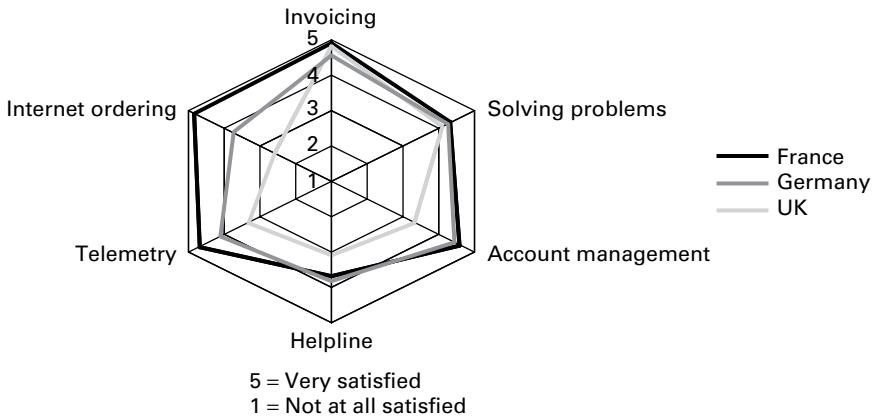 Invoicing
5
4
3
2
1
Internet ordering
Solving problems
France
Germany
UK
Telemetry
Account management
Helpline
5 = Very satisfied
1 = Not at all satisfied